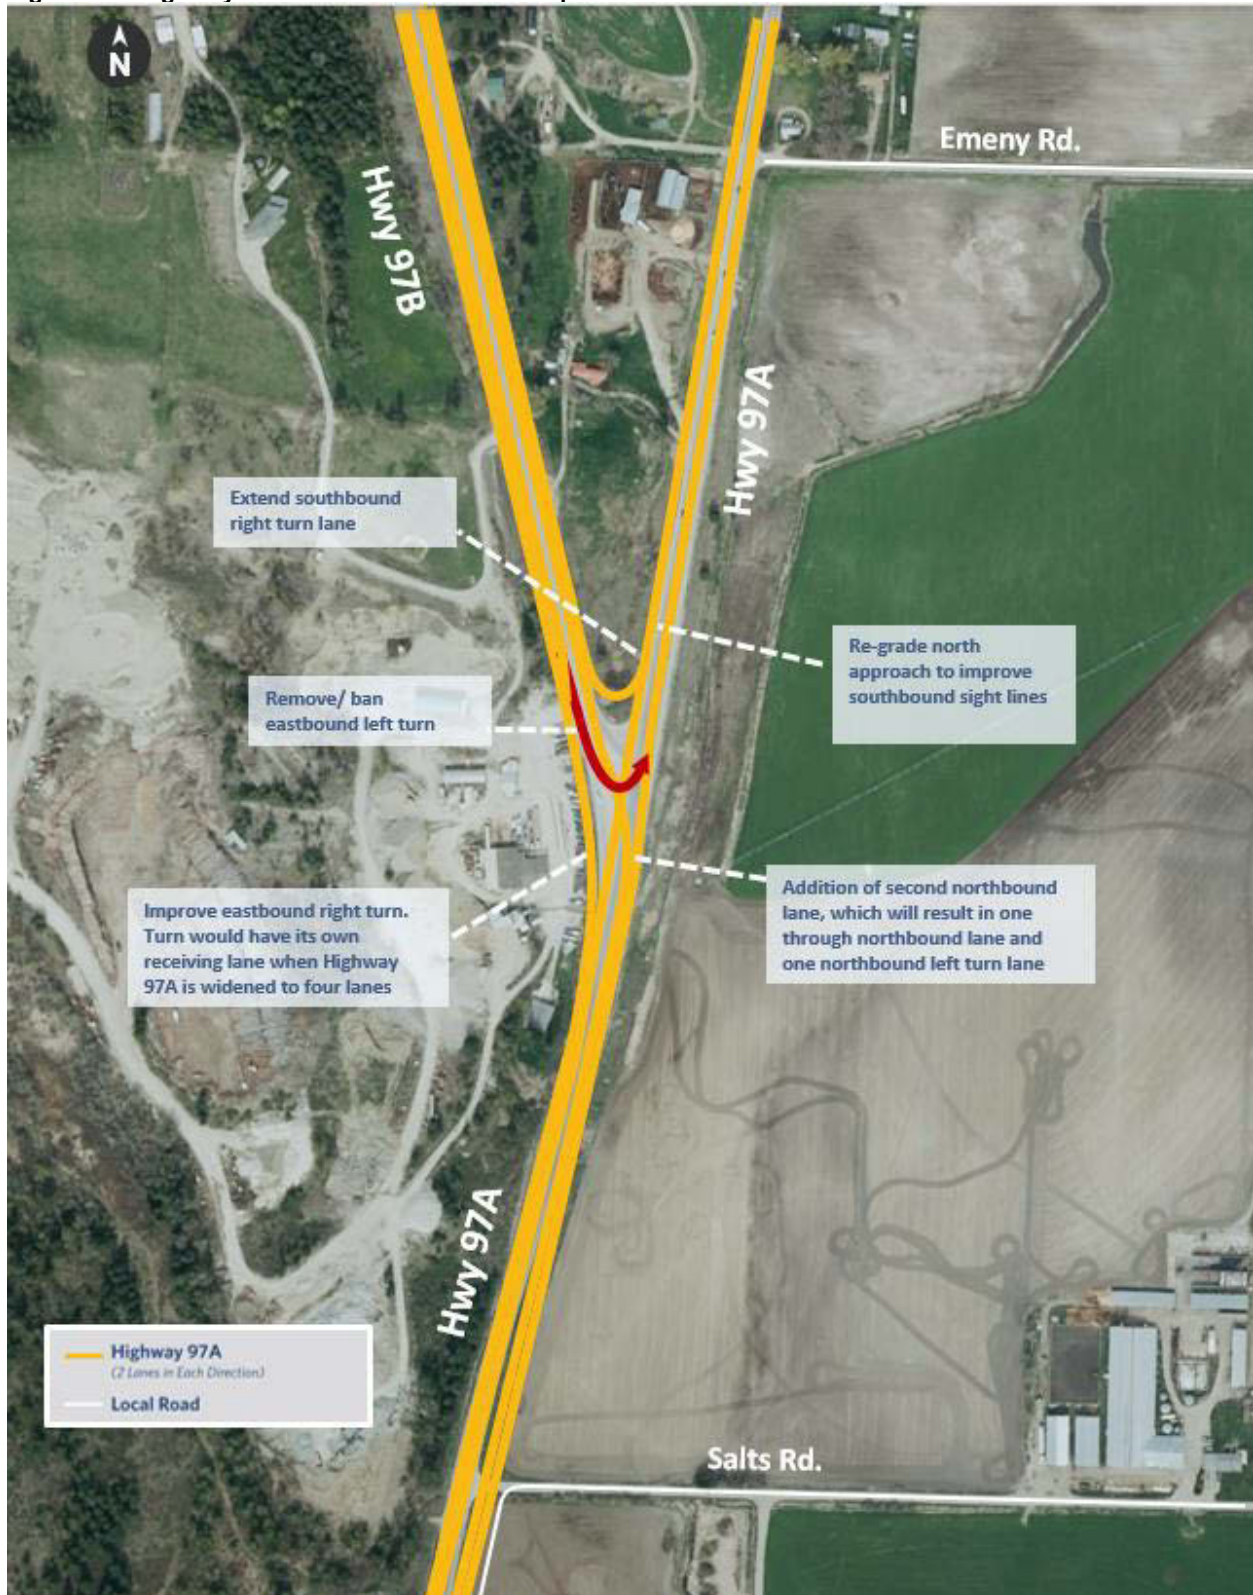 N
Emeny Rd.
Hwy 97B
Hwy 97A
Extend southbound
right turn lane
Re-grade north
approach to improve
southbound sight lines
Remove/ ban
eastbound left turn
Addition of second northbound
lane, which will result in one
through northbound lane and
one northbound left turn lane
Improve eastbound right turn.
Turn would have its own
receiving lane when Highway
97A is widened to four lanes
Hwy 97A
Highway 97A
(2 Lanes in Each Direction)
Local Road
Salts Rd.